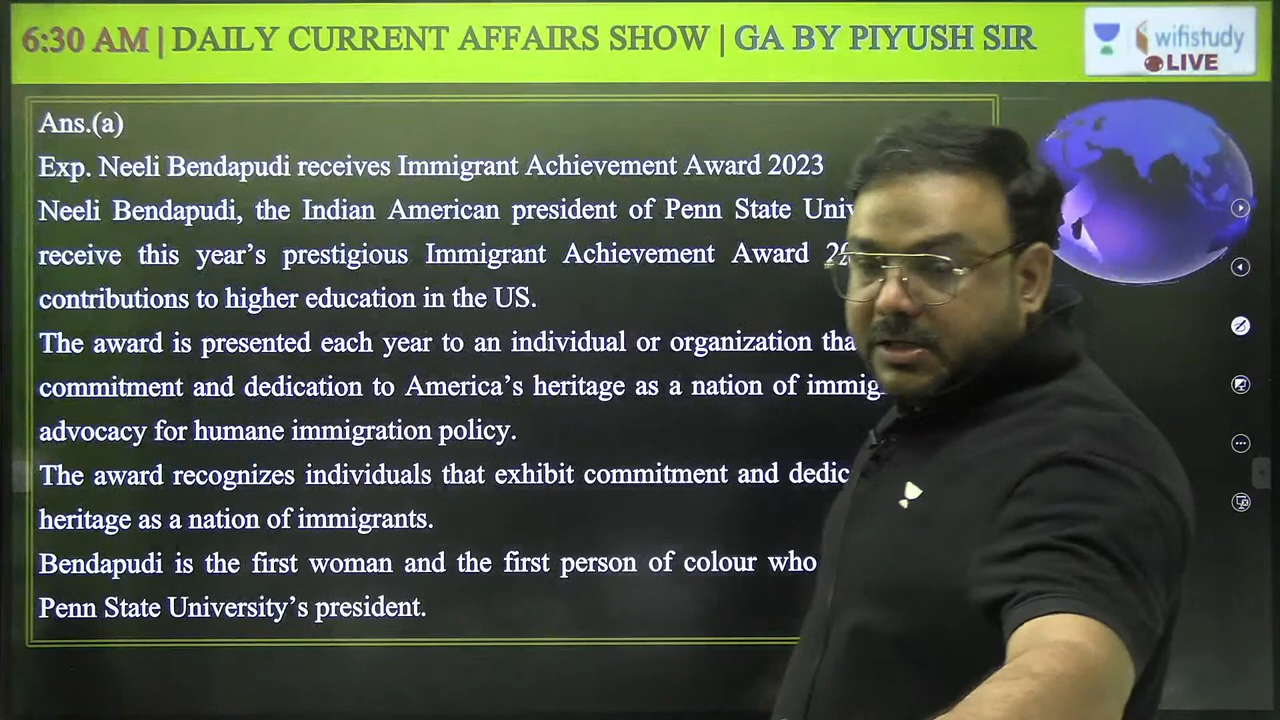 6:30 AM | DAILY CURRENT AFFAIRS SHOW | GA BY PIYUSH SIR
wifistudy
LIVE
Ans.(a)
Exp. Neeli Bendapudi receives Immigrant Achievement Award 2023
Neeli Bendapudi, the Indian American president of Penn State
receive this year’s prestigious Immigrant Achievement Award
contributions to higher education in the US.
The award is presented each year to an individual or organization
commitment and dedication to America’s heritage as a nation of
advocacy for humane immigration policy.
The award recognizes individuals that exhibit commitment and
heritage as a nation of immigrants.
Bendapudi is the first woman and the first person of colour who
Penn State University’s president.